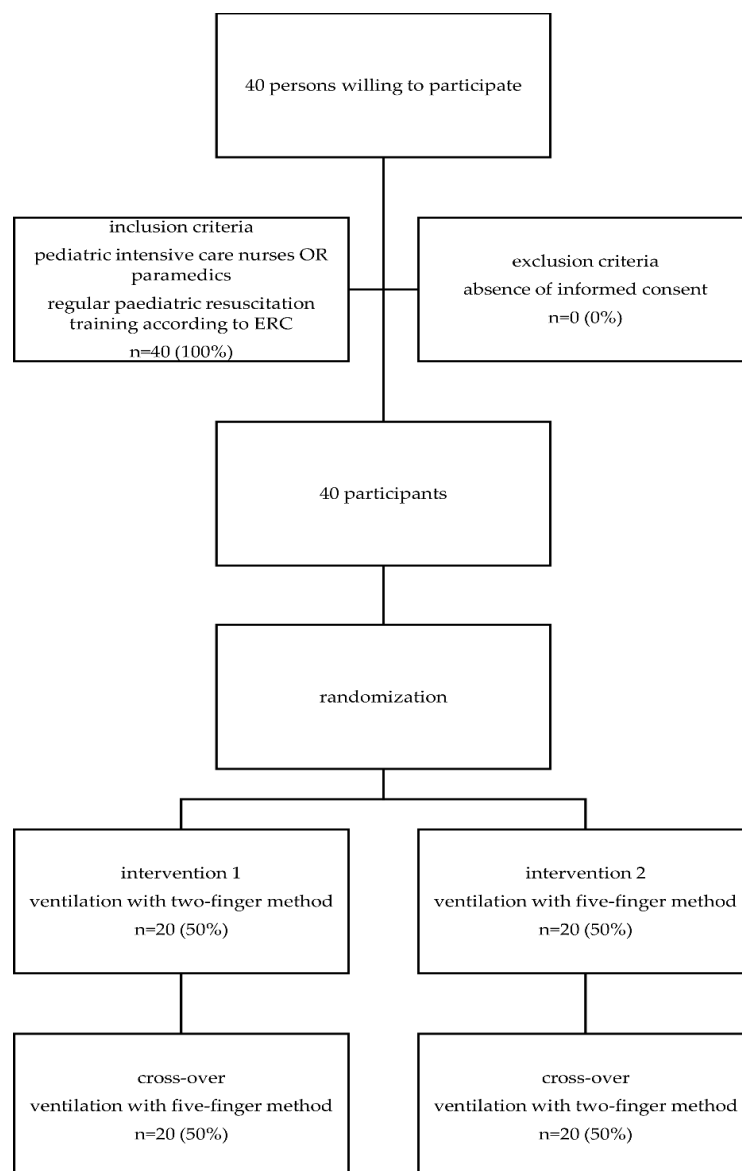 40 persons willing to participate
inclusion criteria
pediatric intensive care nurses OR
paramedics
regular paediatric resuscitation
training according to ERC
n=40 (100%)
exclusion criteria
absence of informed consent
n=0 (0%)
40 participants
randomization
intervention 1
ventilation with two-finger method
n=20 (50%)
intervention 2
ventilation with five-finger method
n=20 (50%)
cross-over
ventilation with five-finger method
n=20 (50%)
cross-over
ventilation with two-finger method
n=20 (50%)